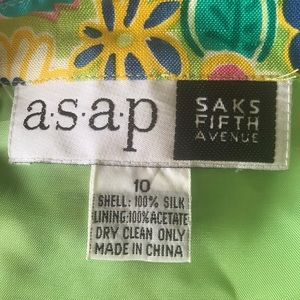 a·s·a·p
SAKS
FIFTH
AVENUE
10
SHELL: 100% SILK
LINING:100% ACETATE
DRY CLEAN ONLY
MADE IN CHINA